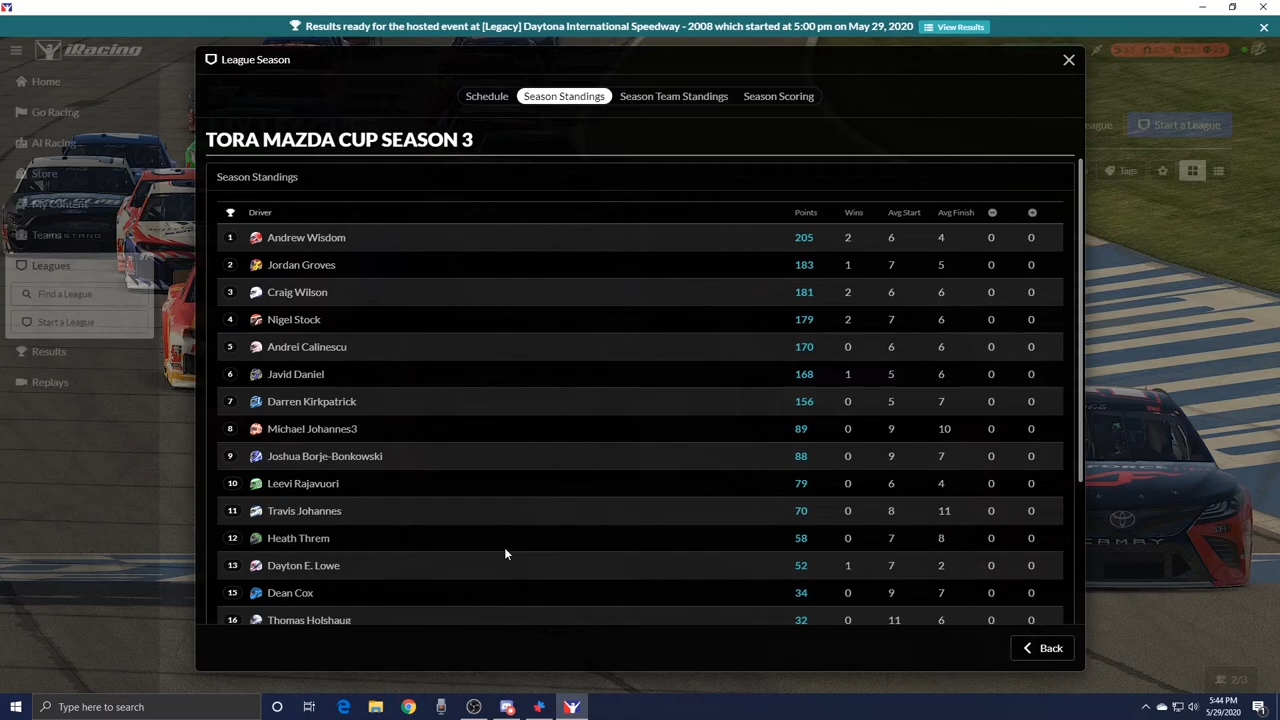 Results ready for the hosted event at [Legacy] Daytona International Speedway - 2008 which started at 5:00 pm on May 29, 2020 View Results
iRacing
League Season
Home
Schedule Season Standings Season Team Standings Season Scoring
Go Racing
ague Start a League
TORA MAZDA CUP SEASON 3
AI Racing
Store
Tags
Season Standings
My Content
Driver Points Wins Avg Start Avg Finish
Teams
1 Andrew Wisdom 205 2 6 4 0 0
Leagues
2 Jordan Groves 183 1 7 5 0 0
Find a League
3 Craig Wilson 181 2 6 6 0 0
Start a League
4 Nigel Stock 179 2 7 6 0 0
Results
5 Andrei Calinescu 170 0 6 6 0 0
Replays
6 Javid Daniel 168 1 5 6 0 0
7 Darren Kirkpatrick 156 0 5 7 0 0
8 Michael Johannes3 89 0 9 10 0 0
9 Joshua Borje-Bonkowski 88 0 9 7 0 0
10 Leevi Rajavuori 79 0 6 4 0 0
11 Travis Johannes 70 0 8 11 0 0
12 Heath Threm 58 0 7 8 0 0
13 Dayton E. Lowe 52 1 7 2 0 0
15 Dean Cox 34 0 9 7 0 0
16 Thomas Holshaug 32 0 11 6 0 0
Back
2/3
Type here to search
5:44 PM
5/29/2020